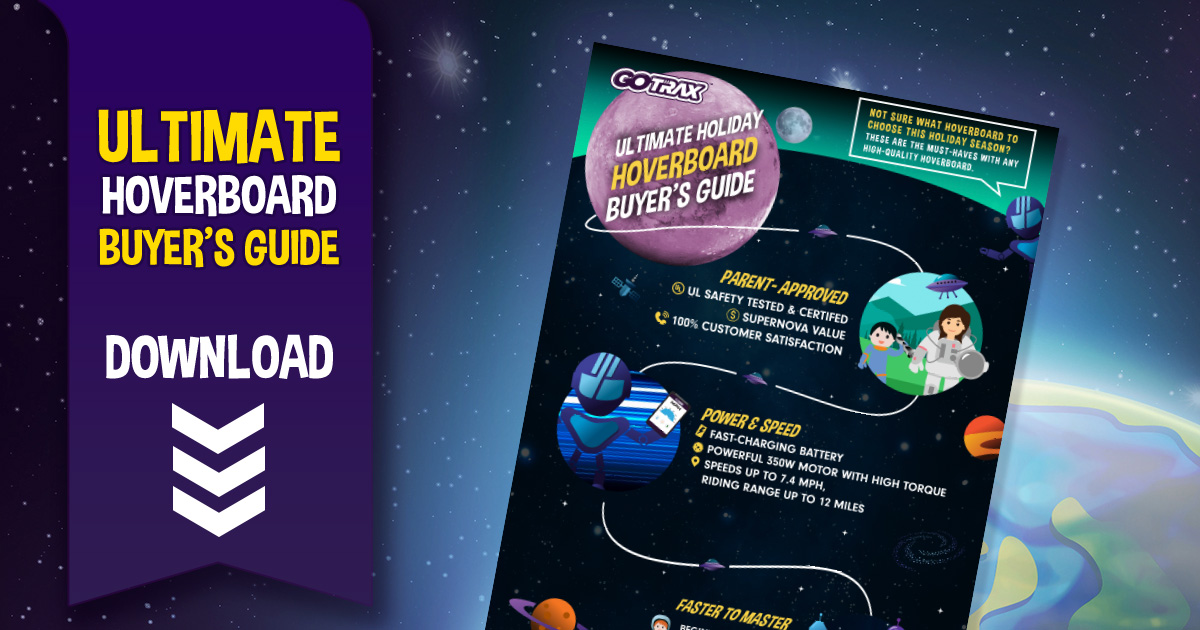 ULTIMATE
HOVERBOARD
BUYER'S GUIDE
DOWNLOAD
GOTRAX
ULTIMATE HOLIDAY
HOVERBOARD
BUYER'S GUIDE
NOT SURE WHAT HOVERBOARD TO
CHOOSE THIS HOLIDAY SEASON?
THESE ARE THE MUST-HAVES WITH ANY
HIGH-QUALITY HOVERBOARD.
PARENT- APPROVED
UL SAFETY TESTED & CERTIFED
$ SUPERNOVA VALUE
100% CUSTOMER SATISFACTION
POWER & SPEED
FAST-CHARGING BATTERY
POWERFUL 350W MOTOR WITH HIGH TORQUE
SPEEDS UP TO 7.4 MPH,
RIDING RANGE UP TO 12 MILES
FASTER TO MASTER